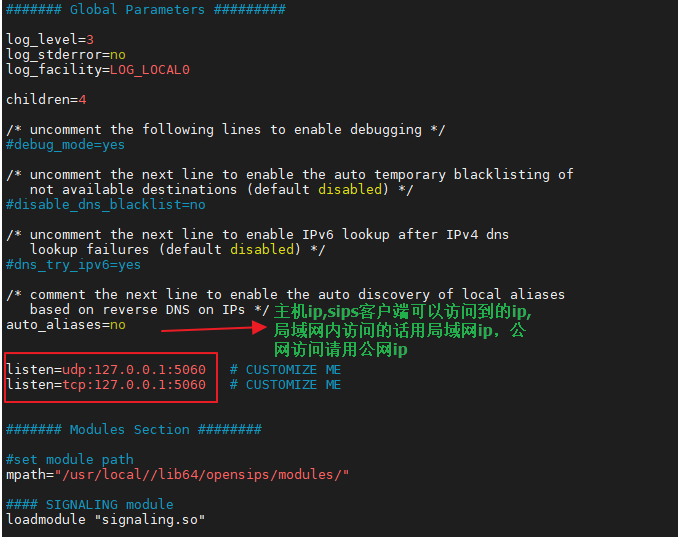 ####### Global Parameters #########
log_level=3
log_stderror=no
log_facility=LOG_LOCAL0
children=4
/* uncomment the following lines to enable debugging */
#debug_mode=yes
/* uncomment the next line to enable the auto temporary blacklisting of
not available destinations (default disabled) */
#disable_dns_blacklist=no
/* uncomment the next line to enable IPv6 lookup after IPv4 dns
lookup failures (default disabled) */
#dns_try_ipv6=yes
/* comment the next line to enable the auto discovery of local aliases
based on reverse DNS on IPs */
auto_aliases=no
主机ip,sips客户端可以访问到的ip,
局域网内访问的话用局域网ip，公
网访问请用公网ip
listen=udp:127.0.0.1:5060 # CUSTOMIZE ME
listen=tcp:127.0.0.1:5060 # CUSTOMIZE ME
####### Modules Section ########
#set module path
mpath="/usr/local//lib64/opensips/modules/"
#### SIGNALING module
loadmodule "signaling.so"